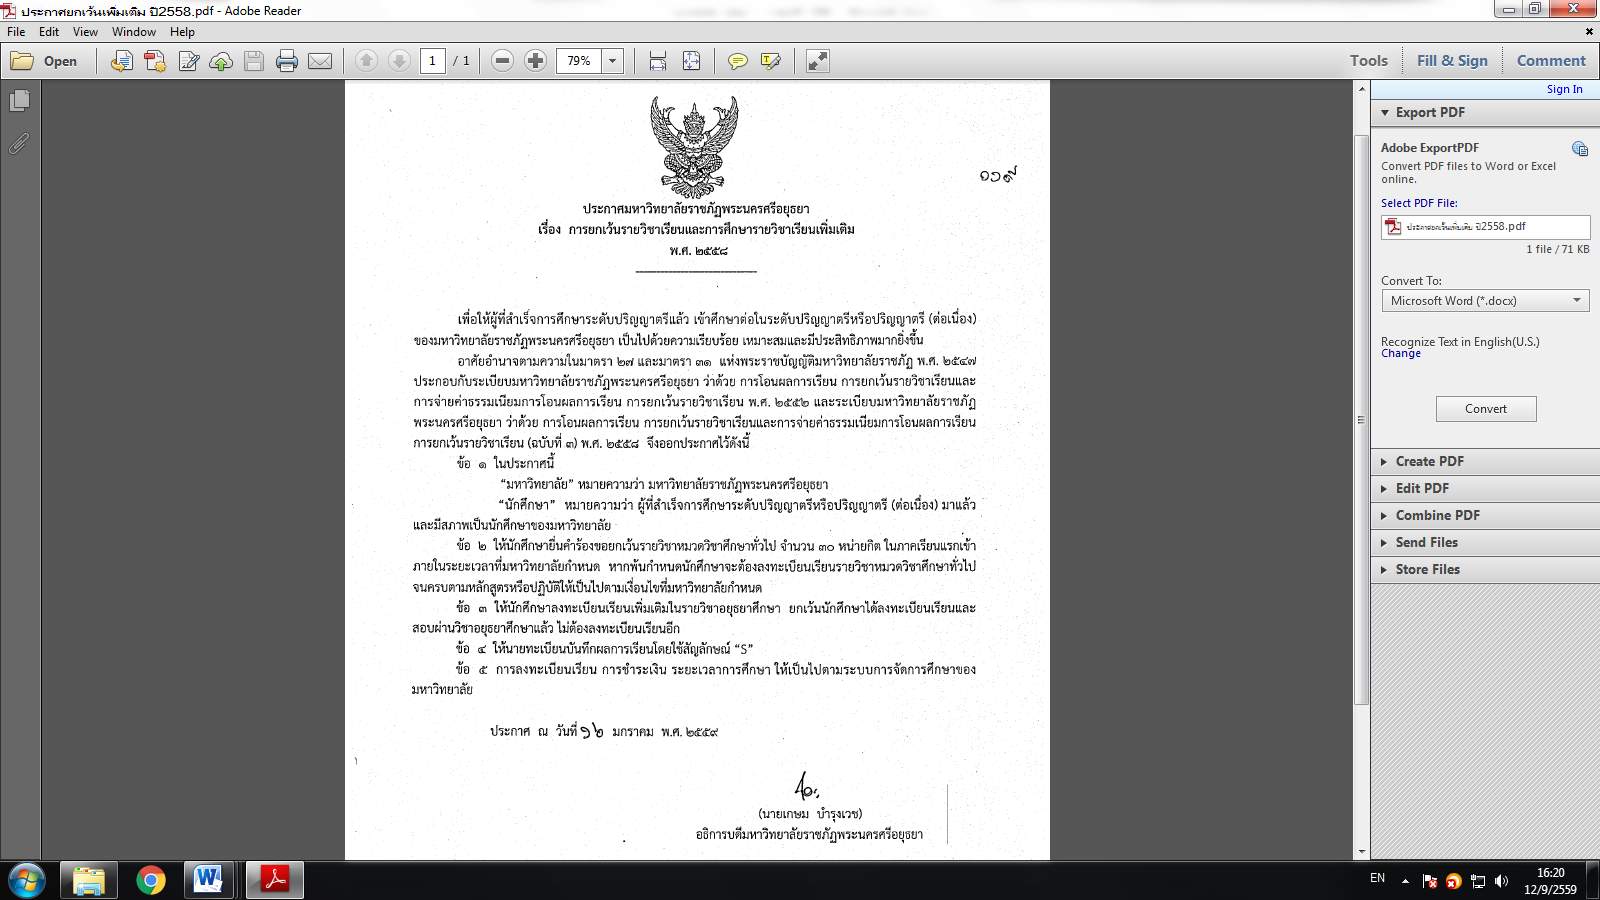 ประกาศยกเว้นเพิ่มเติม ปี2558.pdf - Adobe Reader
File Edit View Window Help
Open 1 / 1 79% Tools Fill & Sign Comment
Sign In
Export PDF
Adobe ExportPDF
Convert PDF files to Word or Excel
online.
Select PDF File:
ประกาศยกเว้นเพิ่มเติม ปี2558.pdf
1 file / 71 KB
Convert To:
Microsoft Word (*.docx)
Recognize Text in English(U.S.)
Change
Convert
Create PDF
Edit PDF
Combine PDF
Send Files
Store Files
ประกาศมหาวิทยาลัยราชภัฏพระนครศรีอยุธยา
เรื่อง การยกเว้นรายวิชาเรียนและการศึกษารายวิชาเรียนเพิ่มเติม
พ.ศ. ๒๕๕๘
เพื่อให้ผู้ที่สำเร็จการศึกษาระดับปริญญาตรีแล้ว เข้าศึกษาต่อในระดับปริญญาตรีหรือปริญญาตรี (ต่อเนื่อง)
ของมหาวิทยาลัยราชภัฏพระนครศรีอยุธยา เป็นไปด้วยความเรียบร้อย เหมาะสมและมีประสิทธิภาพมากยิ่งขึ้น
อาศัยอำนาจตามความในมาตรา ๒๗ และมาตรา ๓๑ แห่งพระราชบัญญัติมหาวิทยาลัยราชภัฏ พ.ศ. ๒๕๔๗
ประกอบกับระเบียบมหาวิทยาลัยราชภัฏพระนครศรีอยุธยา ว่าด้วย การโอนผลการเรียน การยกเว้นรายวิชาเรียนและ
การจ่ายค่าธรรมเนียมการโอนผลการเรียน การยกเว้นรายวิชาเรียน พ.ศ. ๒๕๕๒ และระเบียบมหาวิทยาลัยราชภัฏ
พระนครศรีอยุธยา ว่าด้วย การโอนผลการเรียน การยกเว้นรายวิชาเรียนและการจ่ายค่าธรรมเนียมการโอนผลการเรียน
การยกเว้นรายวิชาเรียน (ฉบับที่ ๓) พ.ศ. ๒๕๕๘ จึงออกประกาศไว้ดังนี้
ข้อ ๑ ในประกาศนี้
“มหาวิทยาลัย” หมายความว่า มหาวิทยาลัยราชภัฏพระนครศรีอยุธยา
“นักศึกษา” หมายความว่า ผู้ที่สำเร็จการศึกษาระดับปริญญาตรีหรือปริญญาตรี (ต่อเนื่อง) มาแล้ว
และมีสภาพเป็นนักศึกษาของมหาวิทยาลัย
ข้อ ๒ ให้นักศึกษายื่นคำร้องขอยกเว้นรายวิชาหมวดวิชาศึกษาทั่วไป จำนวน ๓๐ หน่วยกิต ในภาคเรียนแรกเข้า
ภายในระยะเวลาที่มหาวิทยาลัยกำหนด หากพ้นกำหนดนักศึกษาจะต้องลงทะเบียนเรียนรายวิชาหมวดวิชาศึกษาทั่วไป
จนครบตามหลักสูตรหรือปฏิบัติให้เป็นไปตามเงื่อนไขที่มหาวิทยาลัยกำหนด
ข้อ ๓ ให้นักศึกษาลงทะเบียนเรียนเพิ่มเติมในรายวิชาอยุธยาศึกษา ยกเว้นนักศึกษาได้ลงทะเบียนเรียนและ
สอบผ่านวิชาอยุธยาศึกษาแล้ว ไม่ต้องลงทะเบียนเรียนอีก
ข้อ ๔ ให้นายทะเบียนบันทึกผลการเรียนโดยใช้สัญลักษณ์ “S”
ข้อ ๕ การลงทะเบียนเรียน การชำระเงิน ระยะเวลาการศึกษา ให้เป็นไปตามระบบการจัดการศึกษาของ
มหาวิทยาลัย
ประกาศ ณ วันที่ ๑๒ มกราคม พ.ศ. ๒๕๕๙
(นายเกษม บำรุงเวช)
อธิการบดีมหาวิทยาลัยราชภัฏพระนครศรีอยุธยา
EN
16:20
12/9/2559